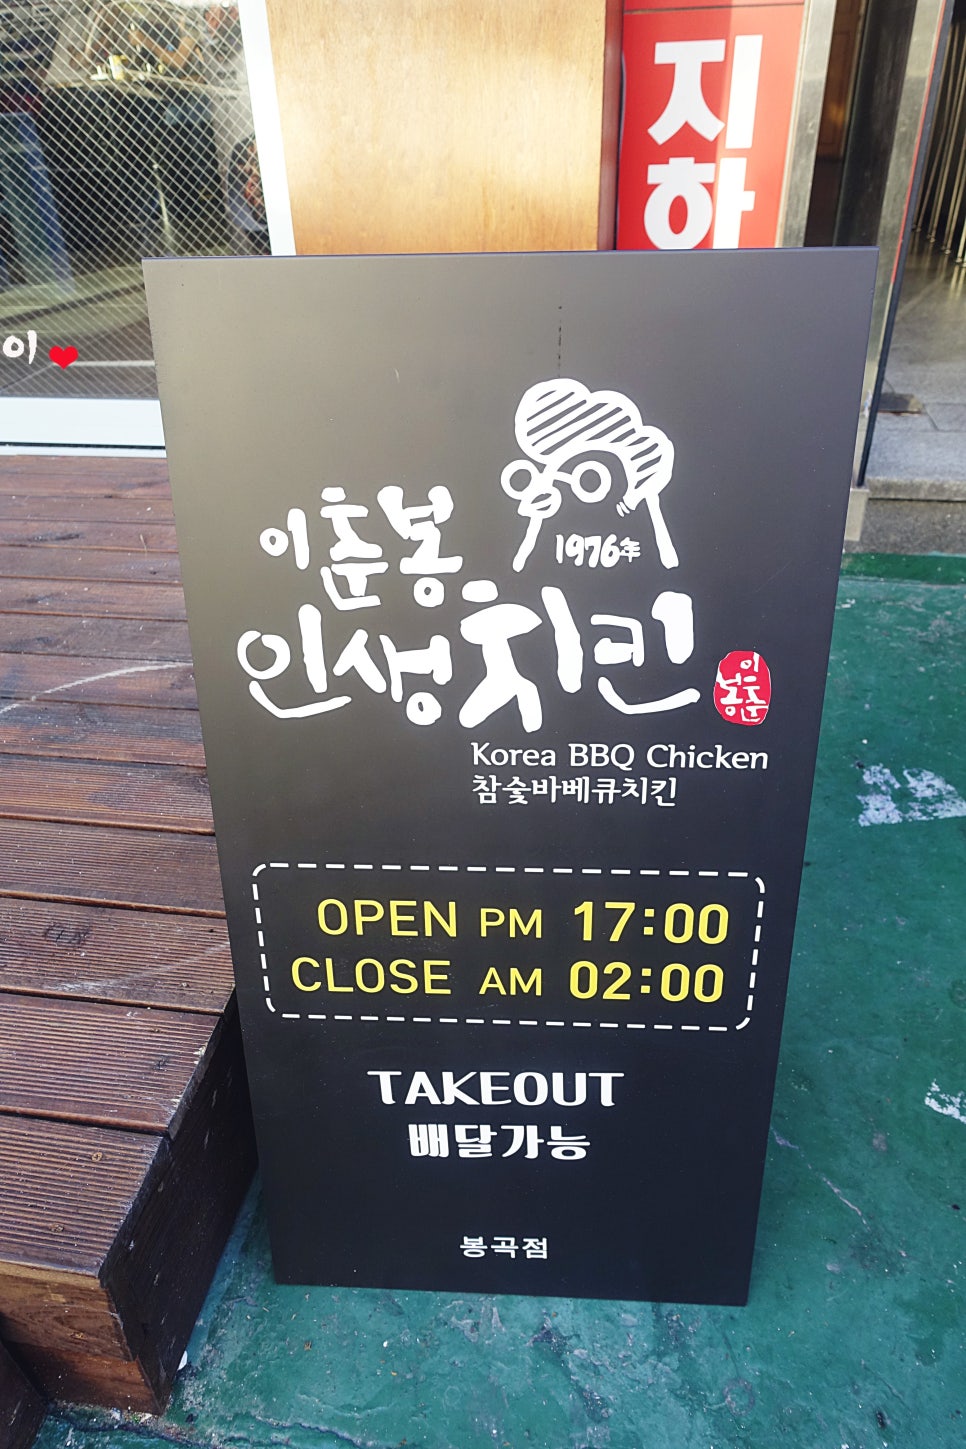 지하
이❤
1976年
이춘봉
인생치킨
이춘봉
Korea BBQ Chicken
참숯바베큐치킨
OPEN PM 17:00
CLOSE AM 02:00
TAKEOUT
배달가능
봉곡점